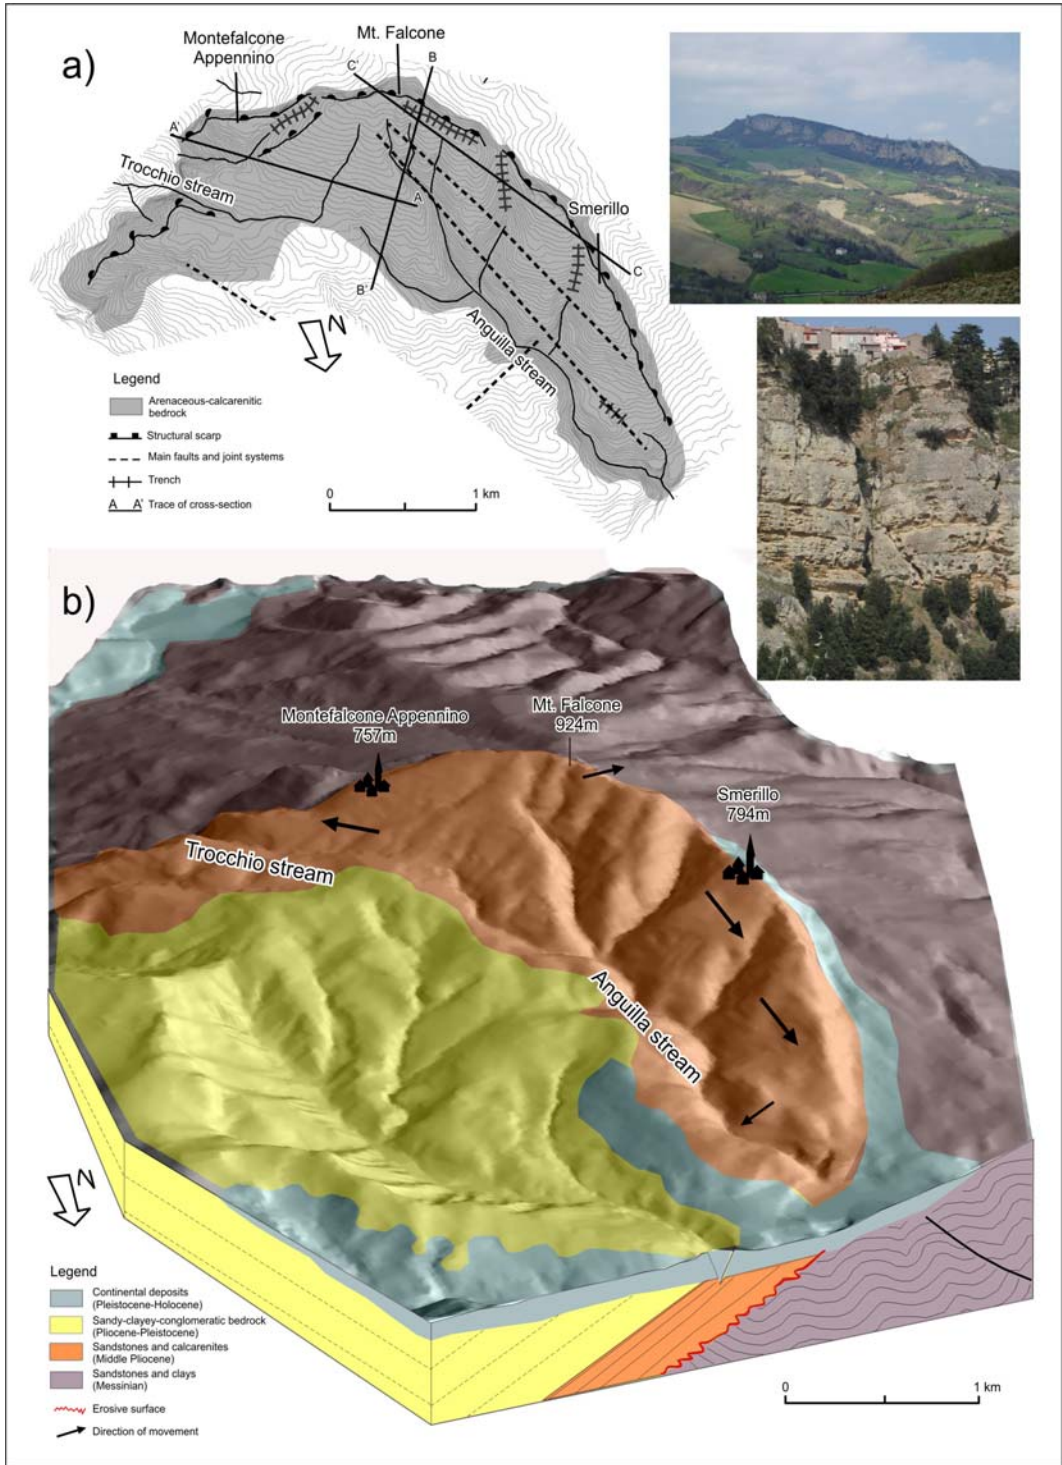 a)
Montefalcone
Appennino
Mt. Falcone
C'
B
A'
Trocchio stream
A
Smerillo
C
B'
Anguilla stream
N
Legend
Arenaceous-calcarenitic
bedrock
Structural scarp
Main faults and joint systems
Trench
A A' Trace of cross-section
0 1 km
b)
Montefalcone Appennino
757m
Mt. Falcone
924m
Smerillo
794m
Trocchio stream
Anguilla stream
N
Legend
Continental deposits
(Pleistocene-Holocene)
Sandy-clayey-conglomeratic bedrock
(Pliocene-Pleistocene)
Sandstones and calcarenites
(Middle Pliocene)
Sandstones and clays
(Messinian)
Erosive surface
Direction of movement
0 1 km